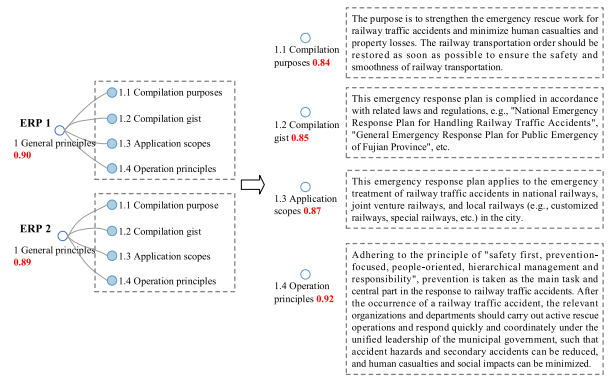 ERP 1
1 General principles
0.90
1.1 Compilation purposes
1.2 Compilation gist
1.3 Application scopes
1.4 Operation principles
ERP 2
1 General principles
0.89
1.1 Compilation purpose
1.2 Compilation gist
1.3 Application scopes
1.4 Operation principles
1.1 Compilation
purposes 0.84
The purpose is to strengthen the emergency rescue work for
railway traffic accidents and minimize human casualties and
property losses. The railway transportation order should be
restored as soon as possible to ensure the safety and
smoothness of railway transportation.
1.2 Compilation
gist 0.85
This emergency response plan is complied in accordance
with related laws and regulations, e.g., "National Emergency
Response Plan for Handling Railway Traffic Accidents",
"General Emergency Response Plan for Public Emergency
of Fujian Province", etc.
1.3 Application
scopes 0.87
This emergency response plan applies to the emergency
treatment of railway traffic accidents in national railways,
joint venture railways, and local railways (e.g., customized
railways, special railways, etc.) in the city.
1.4 Operation
principles 0.92
Adhering to the principle of "safety first, prevention-
focused, people-oriented, hierarchical management and
responsibility", prevention is taken as the main task and
central part in the response to railway traffic accidents. After
the occurrence of a railway traffic accident, the relevant
organizations and departments should carry out active rescue
operations and respond quickly and coordinately under the
unified leadership of the municipal government, such that
accident hazards and secondary accidents can be reduced,
and human casualties and social impacts can be minimized.